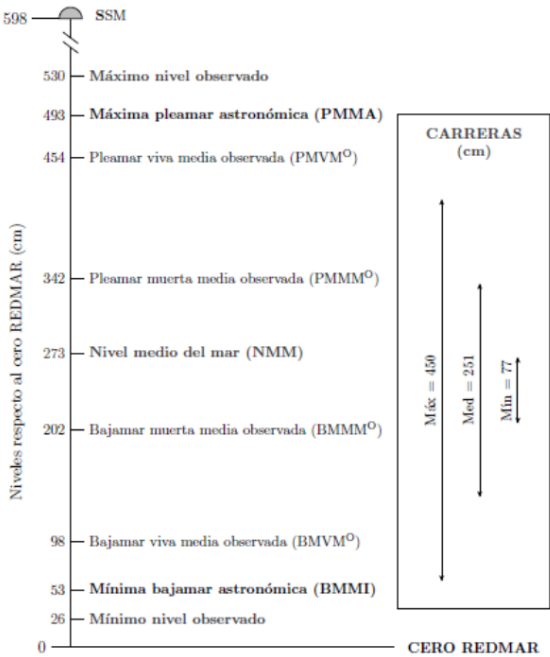 598 SSM
530 Máximo nivel observado
493 Máxima pleamar astronómica (PMMA)
CARRERAS
(cm)
454 Pleamar viva media observada (PMVMᴼ)
342 Pleamar muerta media observada (PMMMᴼ)
273 Nivel medio del mar (NMM)
202 Bajamar muerta media observada (BMMMᴼ)
98 Bajamar viva media observada (BMVMᴼ)
53 Mínima bajamar astronómica (BMMI)
26 Mínimo nivel observado
0 CERO REDMAR
Niveles respecto al cero REDMAR (cm)
Máx = 450
Med = 251
Mín = 77